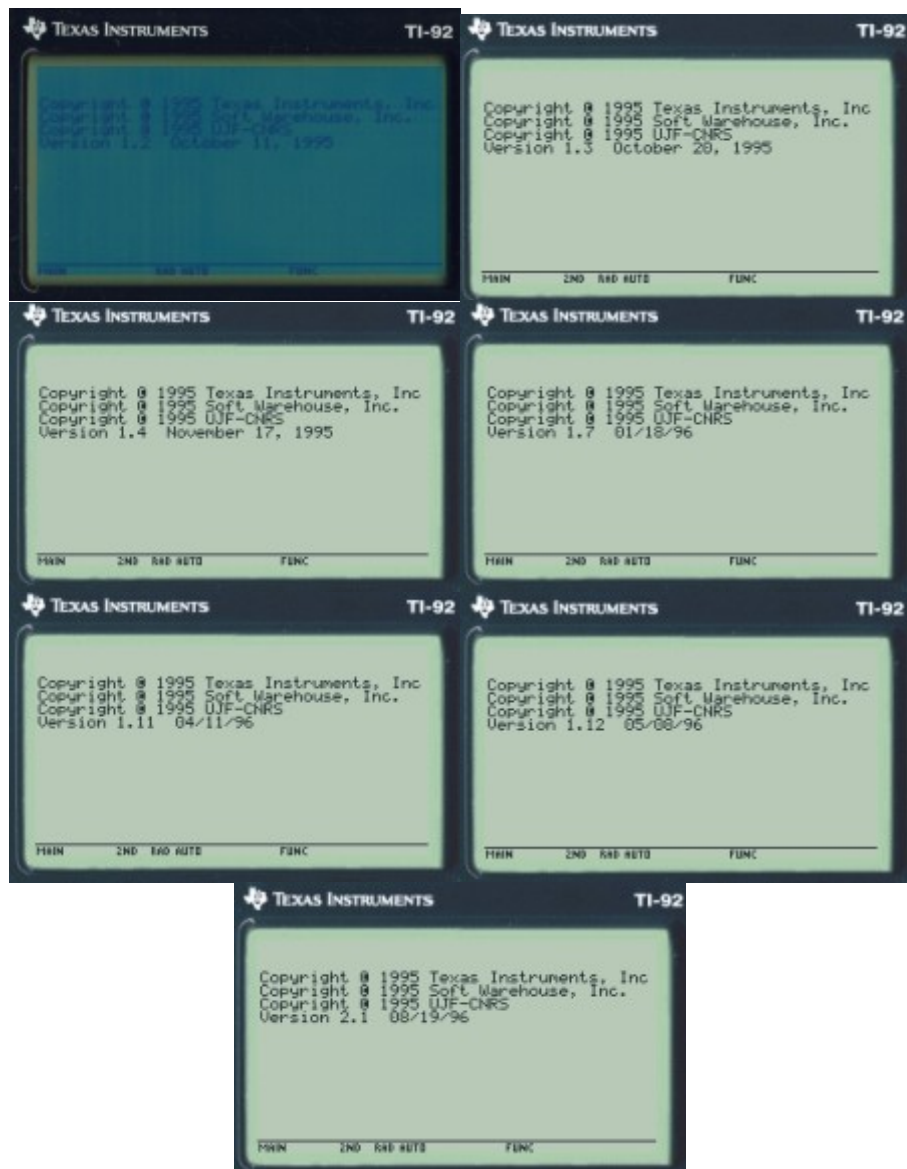 TEXAS INSTRUMENTS TI-92
Copyright © 1995 Texas Instruments, Inc
Copyright © 1995 Soft Warehouse, Inc.
Copyright © 1995 UJF-CNRS
Version 1.2 October 11, 1995
MAIN RAD AUTO FUNC
TEXAS INSTRUMENTS TI-92
Copyright © 1995 Texas Instruments, Inc
Copyright © 1995 Soft Warehouse, Inc.
Copyright © 1995 UJF-CNRS
Version 1.3 October 20, 1995
MAIN 2ND RAD AUTO FUNC
TEXAS INSTRUMENTS TI-92
Copyright © 1995 Texas Instruments, Inc
Copyright © 1995 Soft Warehouse, Inc.
Copyright © 1995 UJF-CNRS
Version 1.4 November 17, 1995
MAIN 2ND RAD AUTO FUNC
TEXAS INSTRUMENTS TI-92
Copyright © 1995 Texas Instruments, Inc
Copyright © 1995 Soft Warehouse, Inc.
Copyright © 1995 UJF-CNRS
Version 1.7 01/18/96
MAIN 2ND RAD AUTO FUNC
TEXAS INSTRUMENTS TI-92
Copyright © 1995 Texas Instruments, Inc
Copyright © 1995 Soft Warehouse, Inc.
Copyright © 1995 UJF-CNRS
Version 1.11 04/11/96
MAIN 2ND RAD AUTO FUNC
TEXAS INSTRUMENTS TI-92
Copyright © 1995 Texas Instruments, Inc
Copyright © 1995 Soft Warehouse, Inc.
Copyright © 1995 UJF-CNRS
Version 1.12 05/08/96
MAIN 2ND RAD AUTO FUNC
TEXAS INSTRUMENTS TI-92
Copyright © 1995 Texas Instruments, Inc
Copyright © 1995 Soft Warehouse, Inc.
Copyright © 1995 UJF-CNRS
Version 2.1 08/19/96
MAIN 2ND RAD AUTO FUNC